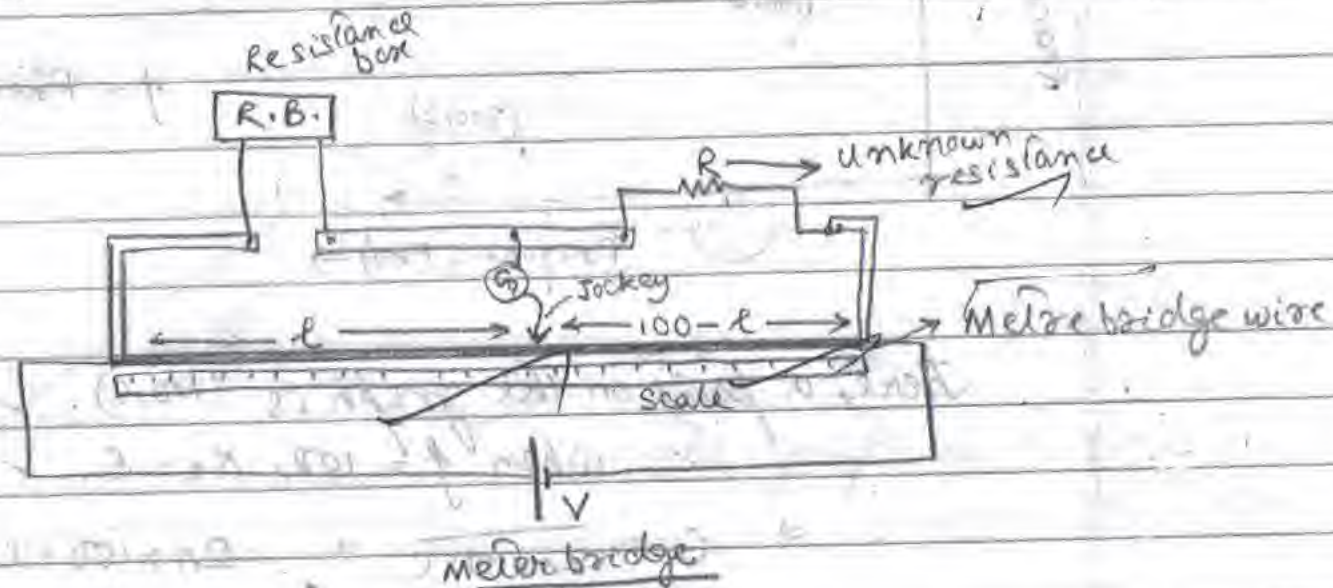 Resistance
box
R.B.
R → unknown
resistance
G
Jockey
l
100-l
Metre bridge wire
scale
V
Meter bridge